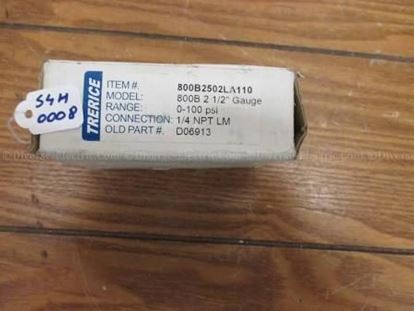 S4H
0008
TRERICE
ITEM #. 800B2502LA110
MODEL: 800B 2 1/2" Gauge
RANGE: 0-100 psi
CONNECTION: 1/4 NPT LM
OLD PART #. D06913